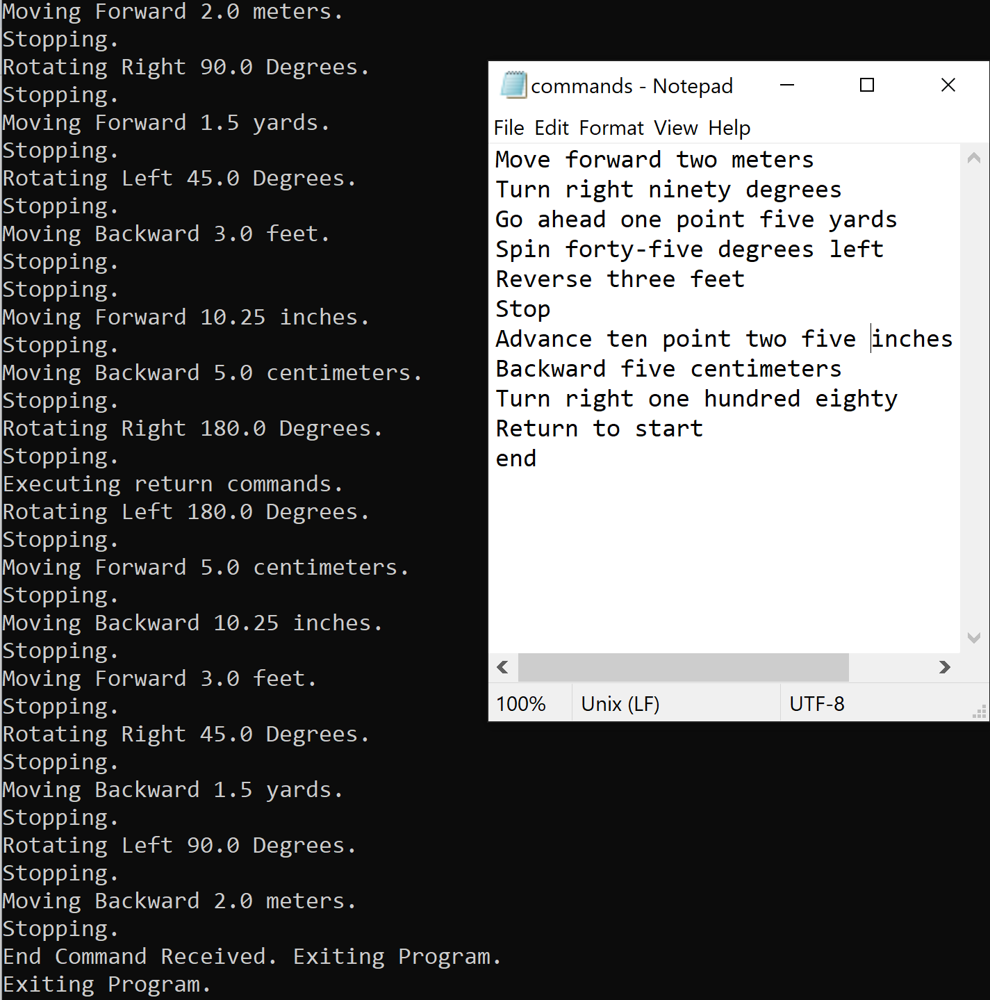 Moving Forward 2.0 meters.
Stopping.
Rotating Right 90.0 Degrees.
Stopping.
Moving Forward 1.5 yards.
Stopping.
Rotating Left 45.0 Degrees.
Stopping.
Moving Backward 3.0 feet.
Stopping.
Stopping.
Moving Forward 10.25 inches.
Stopping.
Moving Backward 5.0 centimeters.
Stopping.
Rotating Right 180.0 Degrees.
Stopping.
Executing return commands.
Rotating Left 180.0 Degrees.
Stopping.
Moving Forward 5.0 centimeters.
Stopping.
Moving Backward 10.25 inches.
Stopping.
Moving Forward 3.0 feet.
Stopping.
Rotating Right 45.0 Degrees.
Stopping.
Moving Backward 1.5 yards.
Stopping.
Rotating Left 90.0 Degrees.
Stopping.
Moving Backward 2.0 meters.
Stopping.
End Command Received. Exiting Program.
Exiting Program.
commands - Notepad
File Edit Format View Help
Move forward two meters
Turn right ninety degrees
Go ahead one point five yards
Spin forty-five degrees left
Reverse three feet
Stop
Advance ten point two five inches
Backward five centimeters
Turn right one hundred eighty
Return to start
end
100% Unix (LF) UTF-8